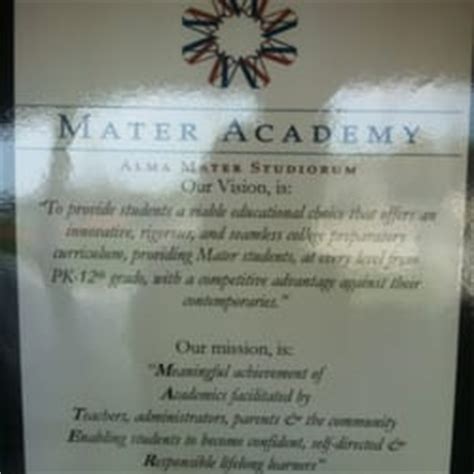 MATER ACADEMY
ALMA MATER STUDIORUM
Our Vision, is:
"To provide students a viable educational choice that offers an
innovative, rigorous, and seamless college preparatory
curriculum, providing Mater students, at every level from
PK-12th grade, with a competitive advantage against their
contemporaries."
Our mission, is:
"Meaningful achievement of
Academics facilitated by
Teachers, administrators, parents & the community
Enabling students to become confident, self-directed &
Responsible lifelong learners"